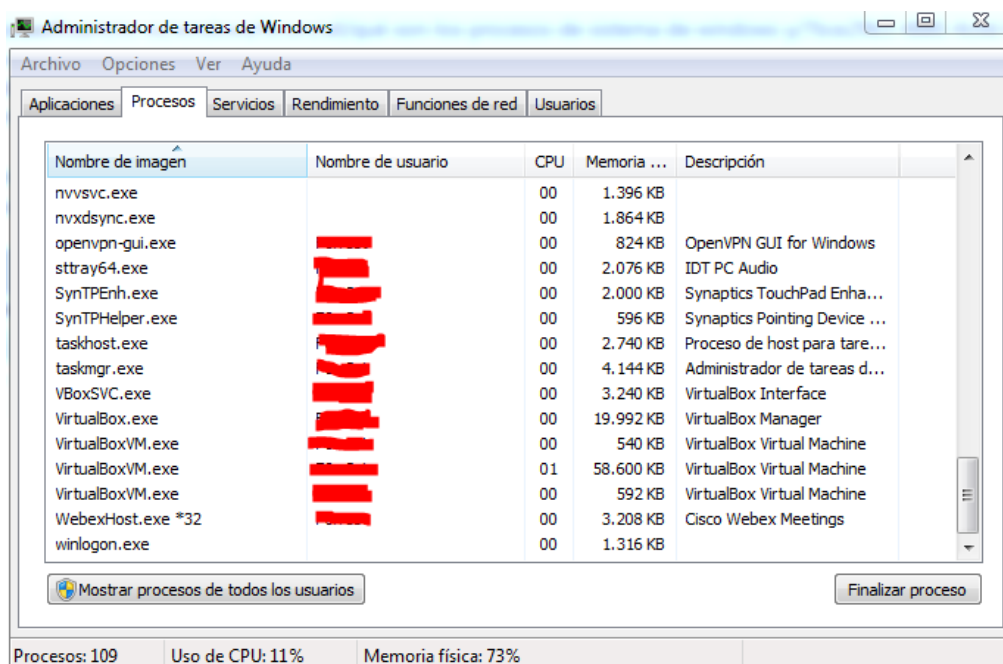 Administrador de tareas de Windows
Archivo Opciones Ver Ayuda
Aplicaciones Procesos Servicios Rendimiento Funciones de red Usuarios
Nombre de imagen Nombre de usuario CPU Memoria ... Descripción
nvvsvc.exe 00 1.396 KB
nvxdsync.exe 00 1.864 KB
openvpn-gui.exe 00 824 KB OpenVPN GUI for Windows
sttray64.exe 00 2.076 KB IDT PC Audio
SynTPEnh.exe 00 2.000 KB Synaptics TouchPad Enha...
SynTPHelper.exe 00 596 KB Synaptics Pointing Device ...
taskhost.exe 00 2.740 KB Proceso de host para tare...
taskmgr.exe 00 4.144 KB Administrador de tareas d...
VBoxSVC.exe 00 3.240 KB VirtualBox Interface
VirtualBox.exe 00 19.992 KB VirtualBox Manager
VirtualBoxVM.exe 00 540 KB VirtualBox Virtual Machine
VirtualBoxVM.exe 01 58.600 KB VirtualBox Virtual Machine
VirtualBoxVM.exe 00 592 KB VirtualBox Virtual Machine
WebexHost.exe *32 00 3.208 KB Cisco Webex Meetings
winlogon.exe 00 1.316 KB
Mostrar procesos de todos los usuarios Finalizar proceso
Procesos: 109 Uso de CPU: 11% Memoria física: 73%